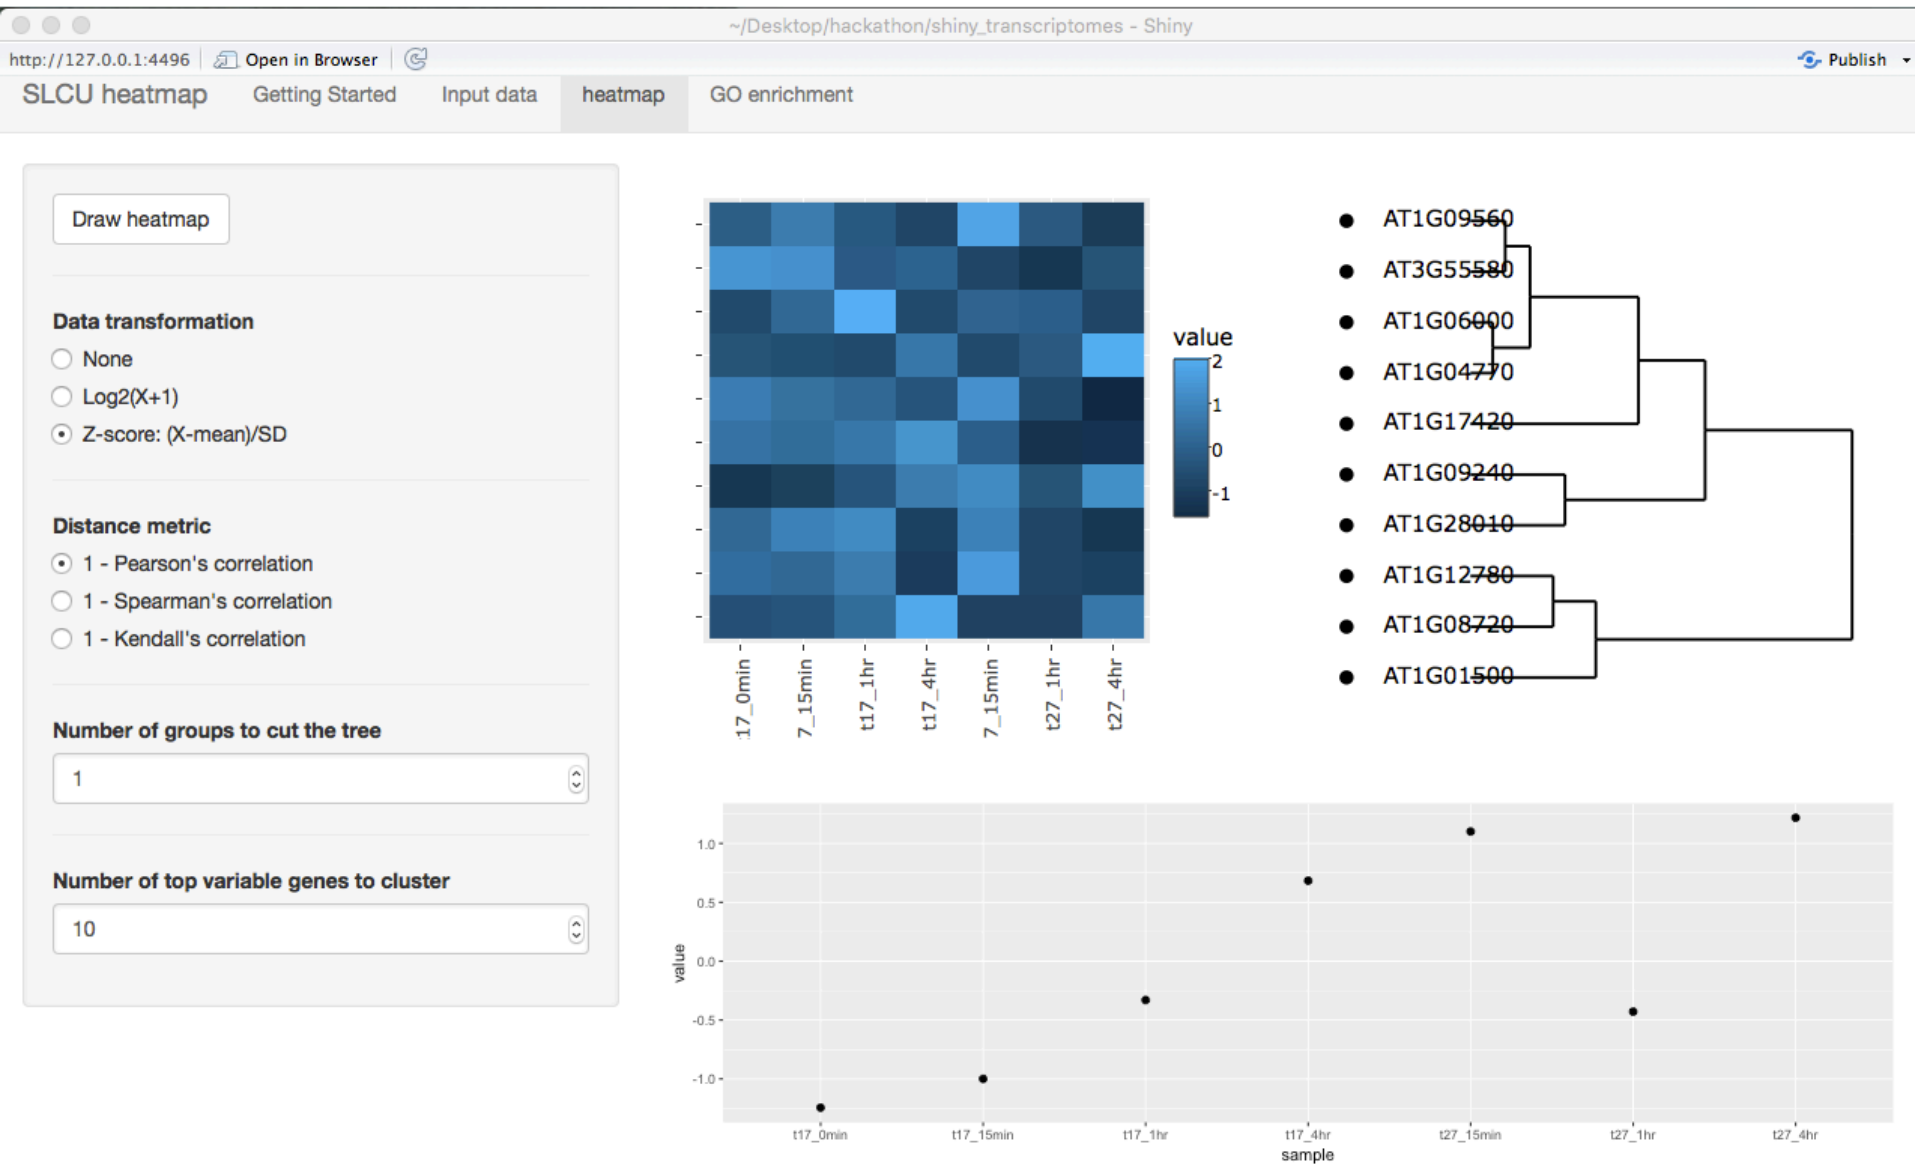 ~/Desktop/hackathon/shiny_transcriptomes - Shiny
http://127.0.0.1:4496 Open in Browser Publish
SLCU heatmap Getting Started Input data heatmap GO enrichment
Draw heatmap
Data transformation
None
Log2(X+1)
Z-score: (X-mean)/SD
Distance metric
1 - Pearson's correlation
1 - Spearman's correlation
1 - Kendall's correlation
Number of groups to cut the tree
1
Number of top variable genes to cluster
10
:17_0min
7_15min
t17_1hr
t17_4hr
7_15min
t27_1hr
t27_4hr
value
2
1
0
-1
AT1G09560
AT3G55580
AT1G06000
AT1G04770
AT1G17420
AT1G09240
AT1G28010
AT1G12780
AT1G08720
AT1G01500
value
1.0
0.5
0.0
-0.5
-1.0
t17_0min t17_15min t17_1hr t17_4hr t27_15min t27_1hr t27_4hr
sample